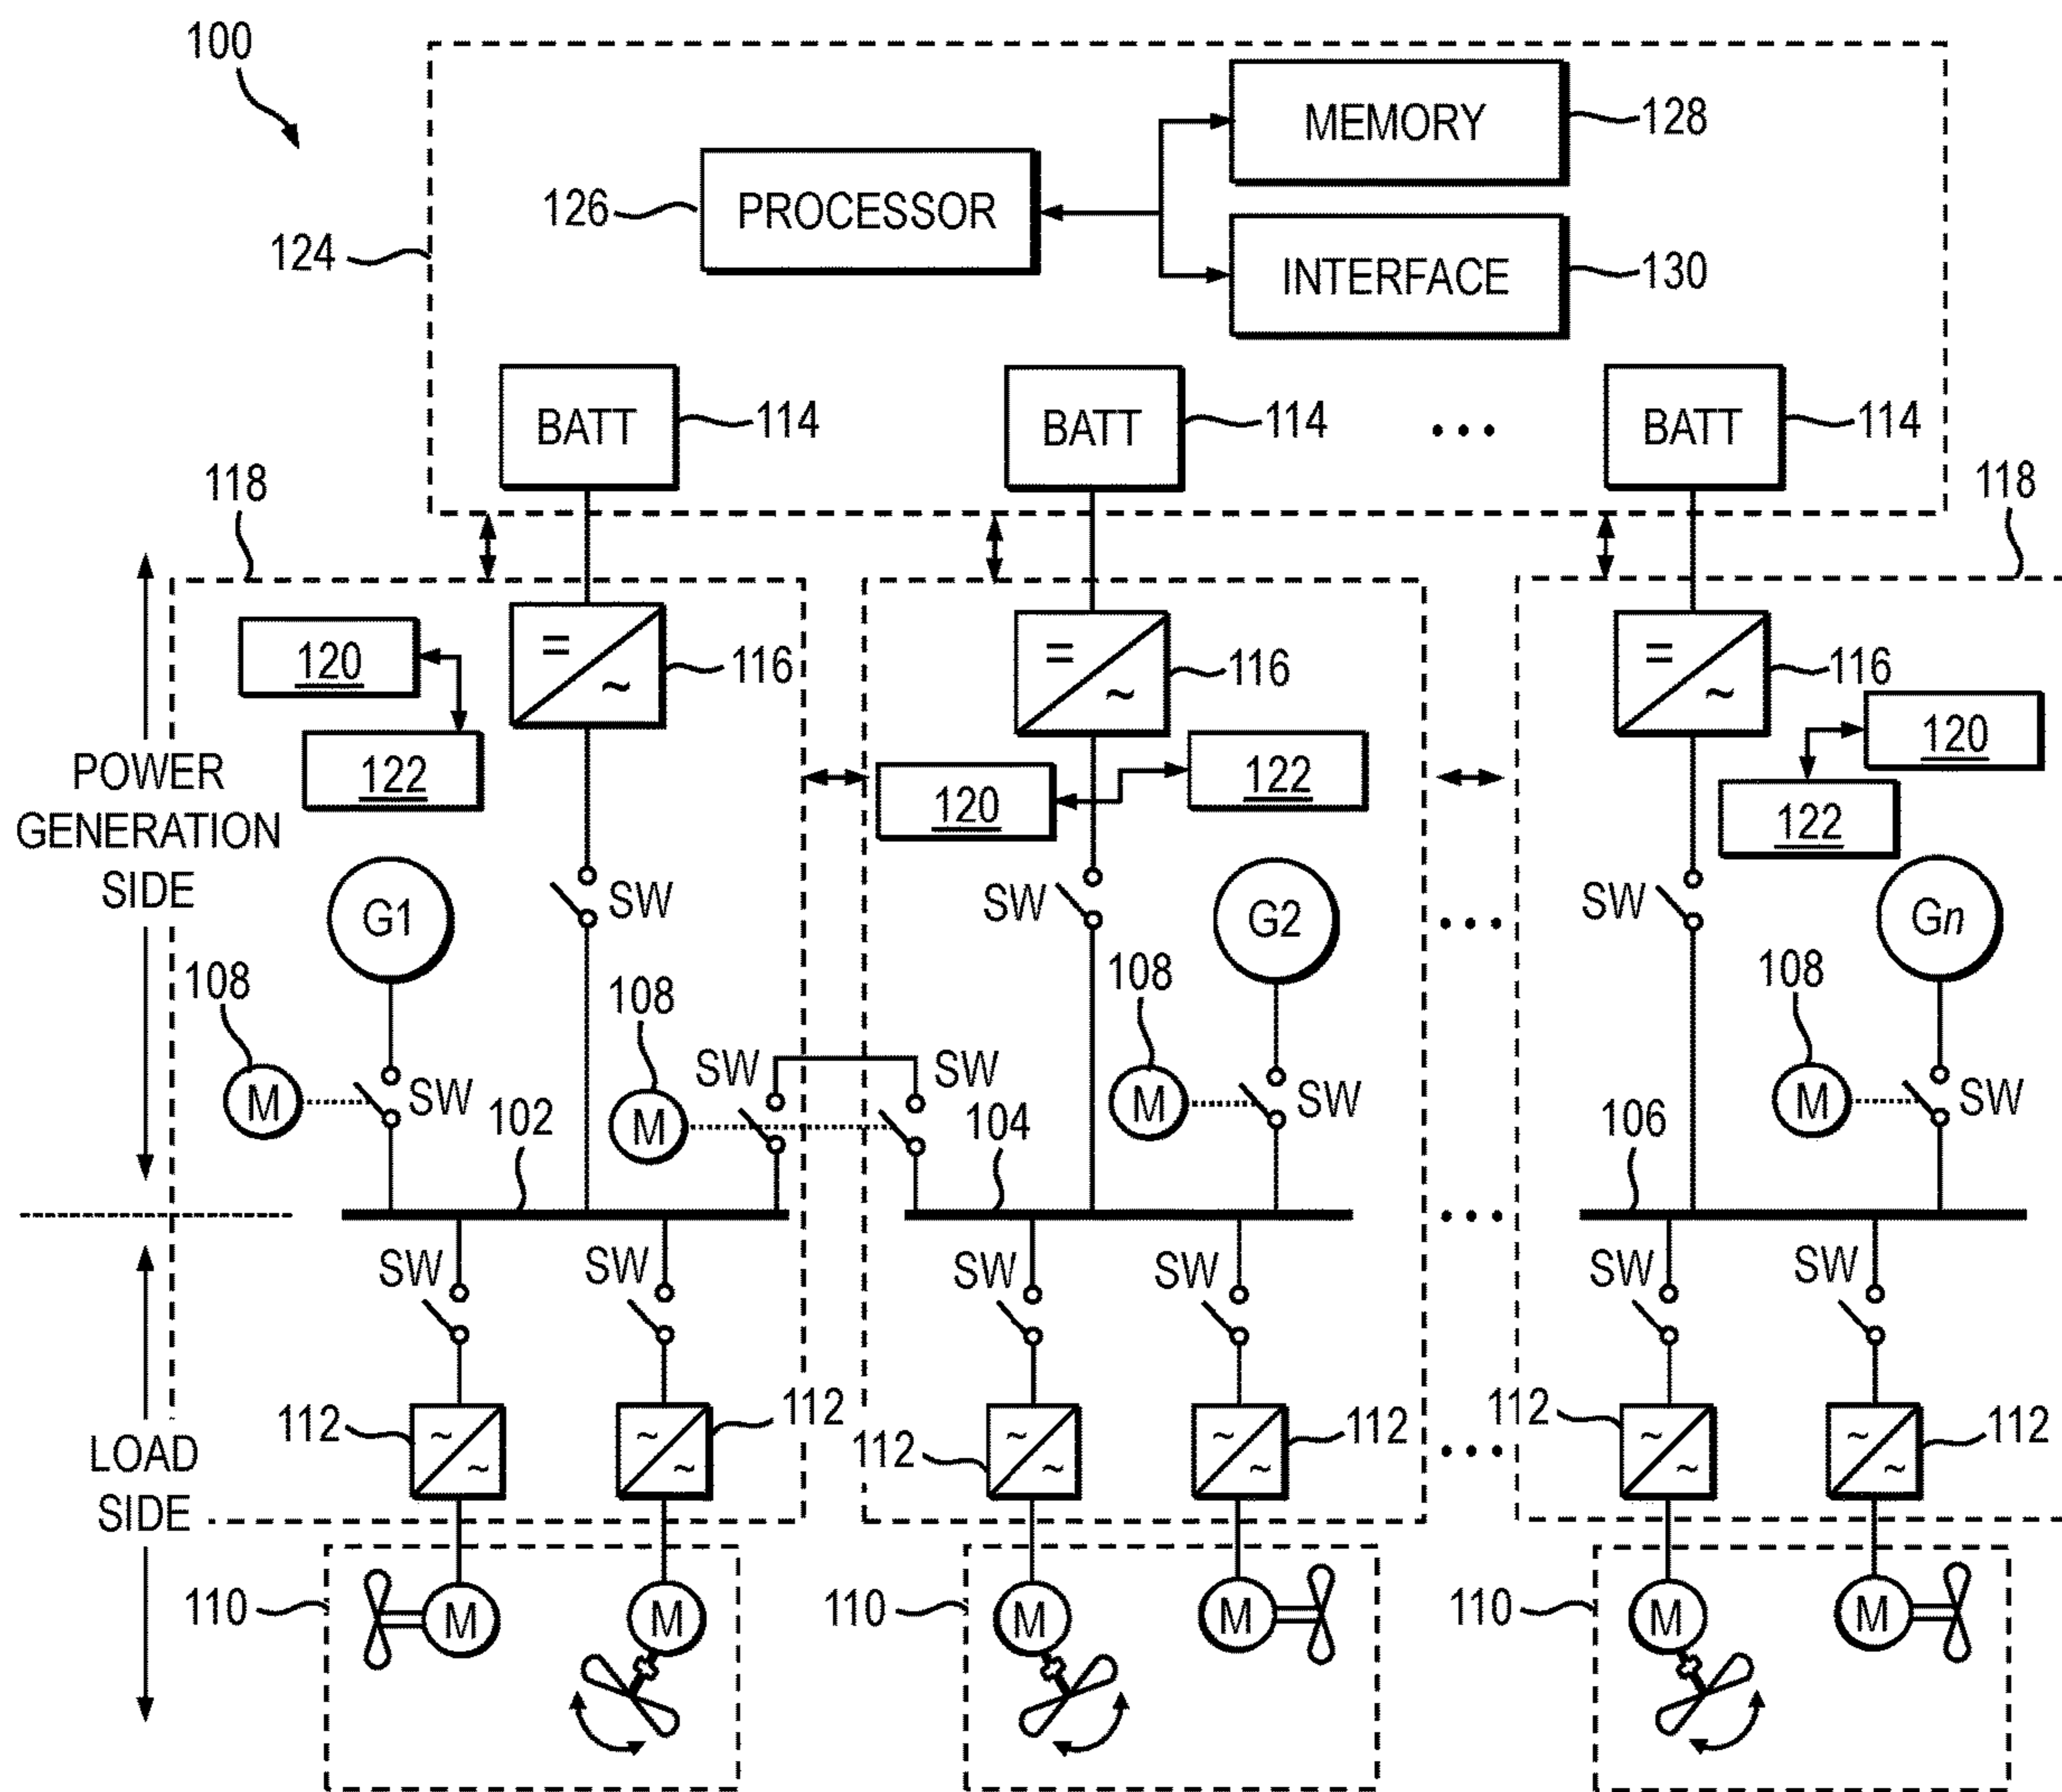 100
MEMORY
128
PROCESSOR
126
124
INTERFACE
130
BATT
114
BATT
114
...
BATT
114
118
118
=
~
116
=
~
116
=
~
116
120
122
120
122
120
122
POWER
GENERATION
SIDE
G1
SW
SW
G2
...
SW
Gn
108
108
108
108
M
SW
M
SW
SW
M
SW
M
SW
102
104
106
...
SW
SW
SW
SW
SW
SW
112
~
~
~
~
112
112
~
~
~
~
112
...
112
~
~
~
~
112
LOAD
SIDE
110
M
M
110
M
M
110
M
M